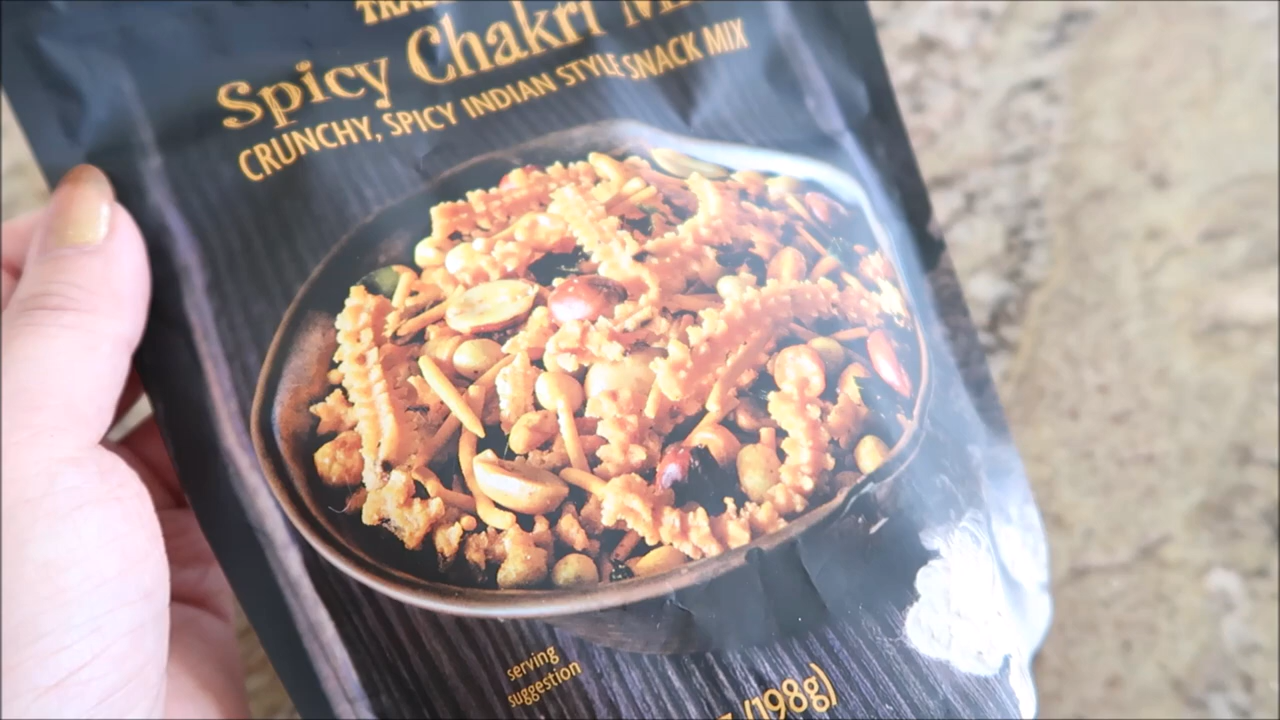 Spicy Chakri
CRUNCHY, SPICY INDIAN STYLE SNACK MIX
serving
suggestion
(198g)